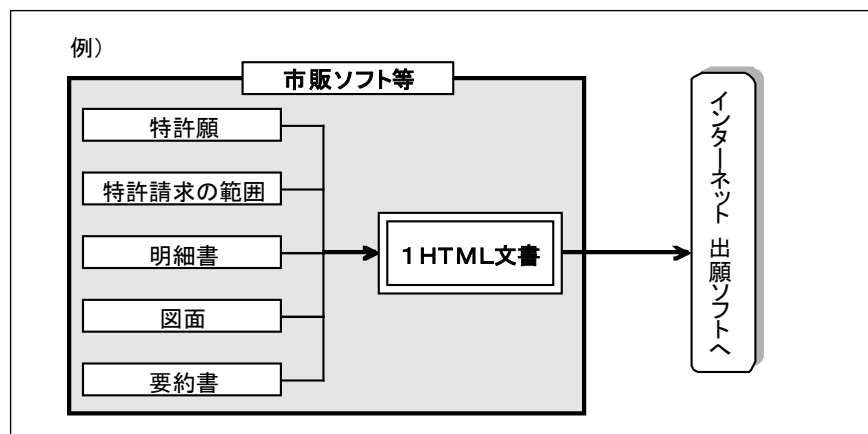 例）
市販ソフト等
特許願
特許請求の範囲
明細書
図面
要約書
１ＨＴＭＬ文書
インターネット出願ソフトへ